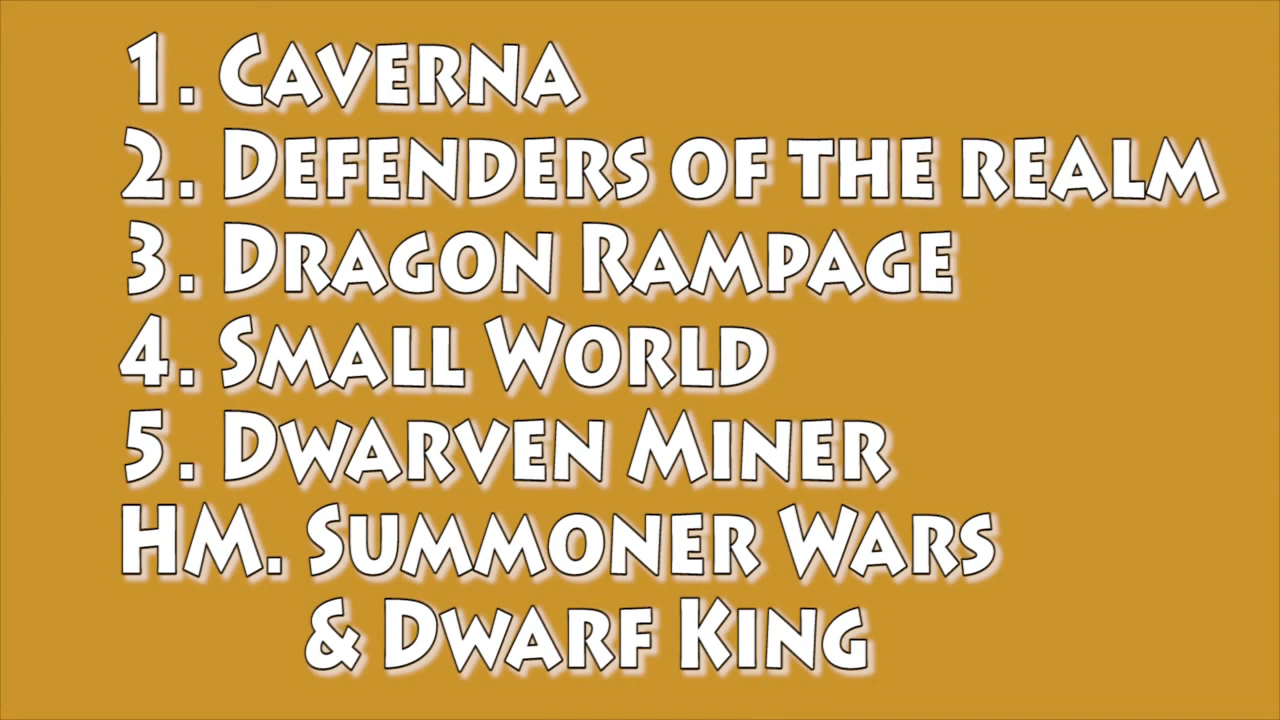 1. Caverna
2. Defenders of the realm
3. Dragon Rampage
4. Small World
5. Dwarven Miner
HM. Summoner Wars
& Dwarf King